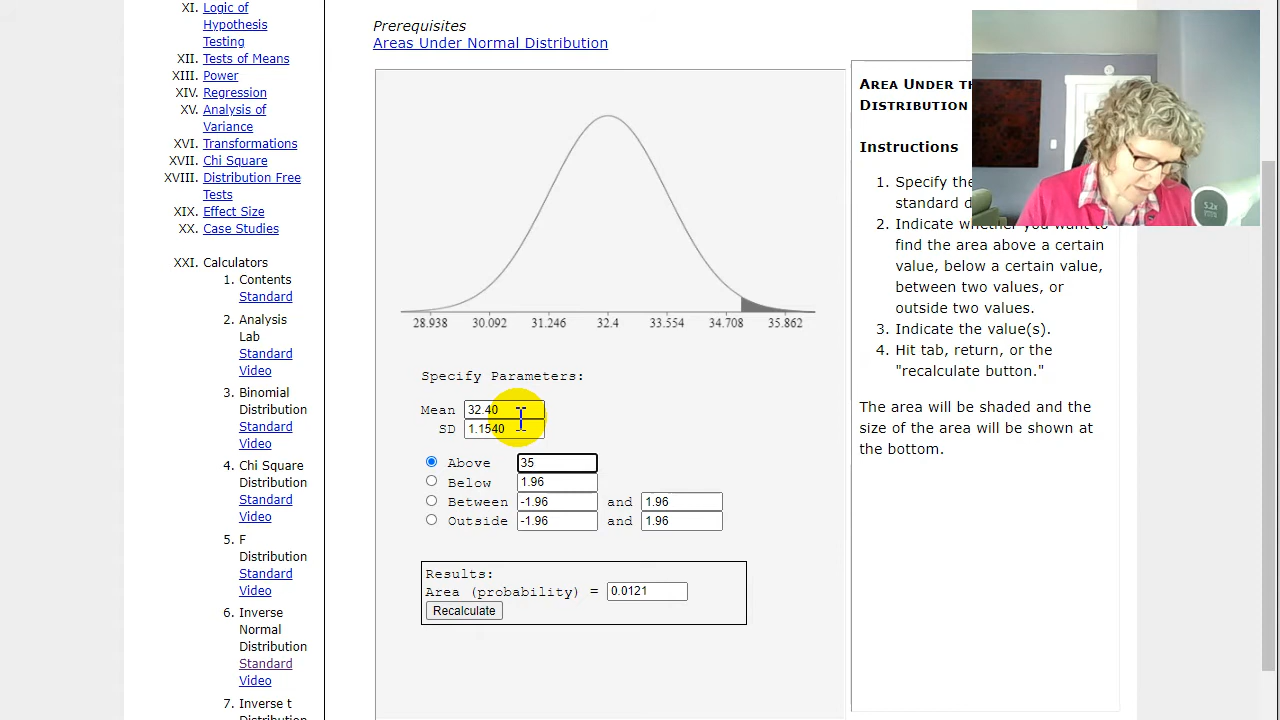 XI. Logic of
Hypothesis
Testing
XII. Tests of Means
XIII. Power
XIV. Regression
XV. Analysis of
Variance
XVI. Transformations
XVII. Chi Square
XVIII. Distribution Free
Tests
XIX. Effect Size
XX. Case Studies
XXI. Calculators
1. Contents
Standard
2. Analysis
Lab
Standard
Video
3. Binomial
Distribution
Standard
Video
4. Chi Square
Distribution
Standard
Video
5. F
Distribution
Standard
Video
6. Inverse
Normal
Distribution
Standard
Video
7. Inverse t
Prerequisites
Areas Under Normal Distribution
28.938 30.092 31.246 32.4 33.554 34.708 35.862
Specify Parameters:
Mean 32.40
SD 1.1540
Above 35
Below 1.96
Between -1.96 and 1.96
Outside -1.96 and 1.96
Results:
Area (probability) = 0.0121
Recalculate
AREA UNDER
DISTRIBUTION
Instructions
1. Specify the
standard
2. Indicate whether you want to
find the area above a certain
value, below a certain value,
between two values, or
outside two values.
3. Indicate the value(s).
4. Hit tab, return, or the
"recalculate button."
The area will be shaded and the
size of the area will be shown at
the bottom.